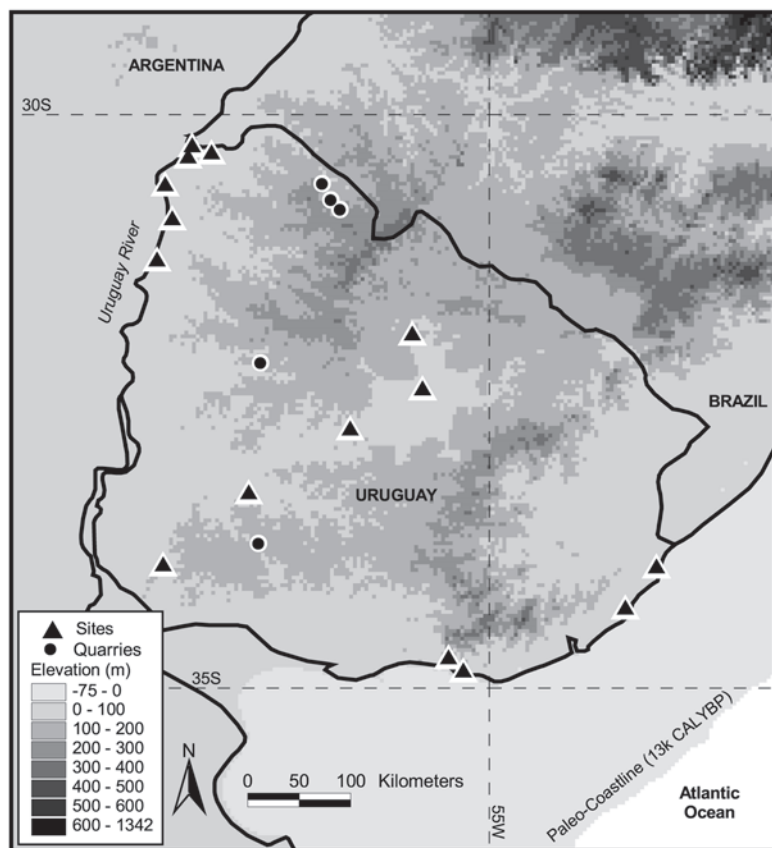 ARGENTINA
30S
Uruguay River
BRAZIL
URUGUAY
Sites
Quarries
Elevation (m)
-75 - 0
0 - 100
100 - 200
200 - 300
300 - 400
400 - 500
500 - 600
600 - 1342
35S
N
0 50 100 Kilometers
55W
Paleo-Coastline (13k CALYBP)
Atlantic
Ocean